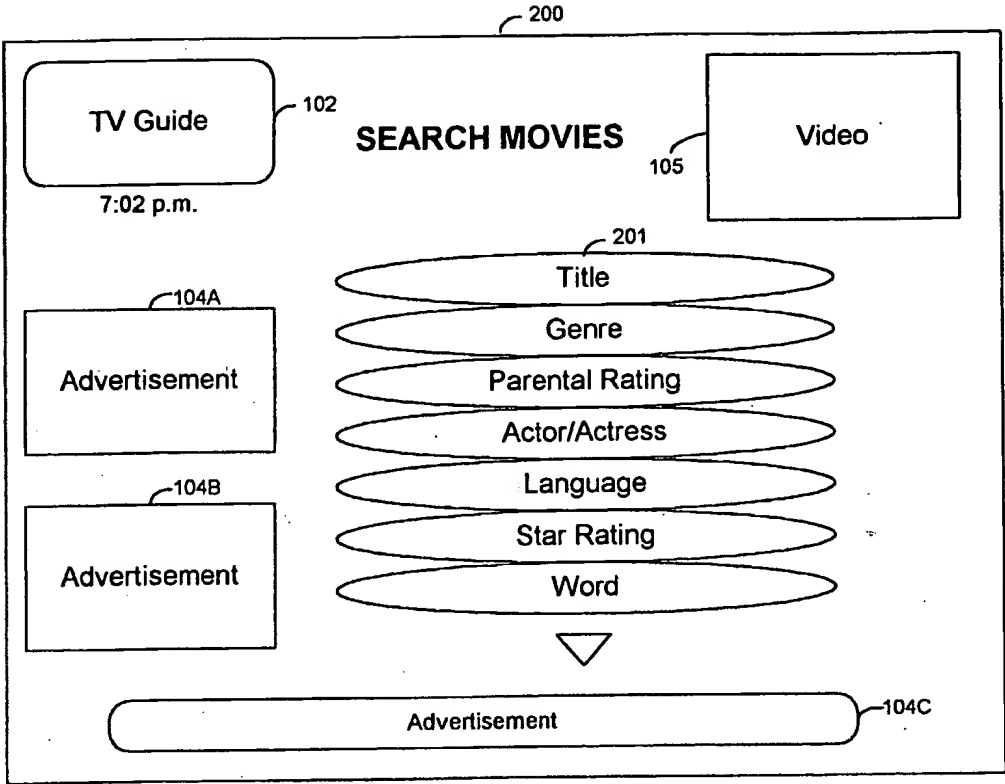 200
TV Guide
102
SEARCH MOVIES
105
Video
7:02 p.m.
201
Title
Genre
Parental Rating
Actor/Actress
Language
Star Rating
Word
104A
Advertisement
104B
Advertisement
Advertisement
104C